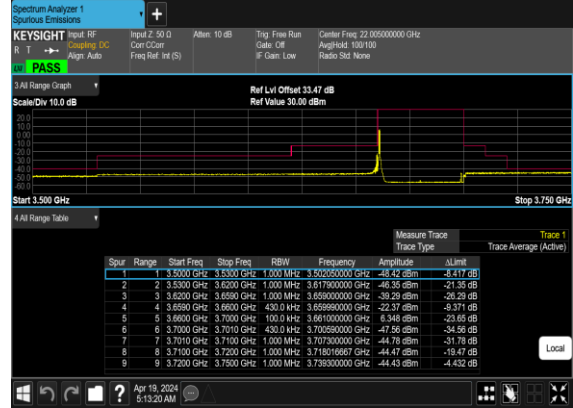 Spectrum Analyzer 1
Spurious Emissions
KEYSIGHT Input: RF Input Z: 50 Ω Atten: 10 dB Trig: Free Run Center Freq: 22.005000000 GHz
R T Coupling: DC Corr CCorr Gate: Off Avg|Hold: 100/100
Align: Auto Freq Ref: Int (S) IF Gain: Low Radio Std: None
PASS
3 All Range Graph
Ref Lvl Offset 33.47 dB
Scale/Div 10.0 dB Ref Value 30.00 dBm
20.0
10.0
0.00
-10.0
-20.0
-30.0
-40.0
-50.0
-60.0
Start 3.500 GHz Stop 3.750 GHz
4 All Range Table
Measure Trace Trace 1
Trace Type Trace Average (Active)
Spur Range Start Freq Stop Freq RBW Frequency Amplitude ΔLimit
1 1 3.5000 GHz 3.5300 GHz 1.000 MHz 3.502050000 GHz -48.42 dBm -8.417 dB
2 2 3.5300 GHz 3.6200 GHz 1.000 MHz 3.617900000 GHz -46.35 dBm -21.35 dB
3 3 3.6200 GHz 3.6590 GHz 1.000 MHz 3.659000000 GHz -39.29 dBm -26.29 dB
4 4 3.6590 GHz 3.6600 GHz 430.0 kHz 3.659990000 GHz -22.37 dBm -9.371 dB
5 5 3.6600 GHz 3.7000 GHz 100.0 kHz 3.661000000 GHz 6.348 dBm -23.65 dB
6 6 3.7000 GHz 3.7010 GHz 430.0 kHz 3.700590000 GHz -47.56 dBm -34.56 dB
7 7 3.7010 GHz 3.7100 GHz 1.000 MHz 3.707300000 GHz -44.78 dBm -31.78 dB
8 8 3.7100 GHz 3.7200 GHz 1.000 MHz 3.718016667 GHz -44.47 dBm -19.47 dB
9 9 3.7200 GHz 3.7500 GHz 1.000 MHz 3.739300000 GHz -44.43 dBm -4.432 dB
Local
? Apr 19, 2024
5:13:20 AM